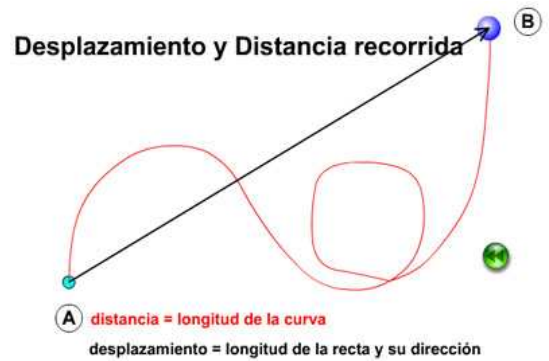 B
Desplazamiento y Distancia recorrida
A distancia = longitud de la curva
desplazamiento = longitud de la recta y su dirección